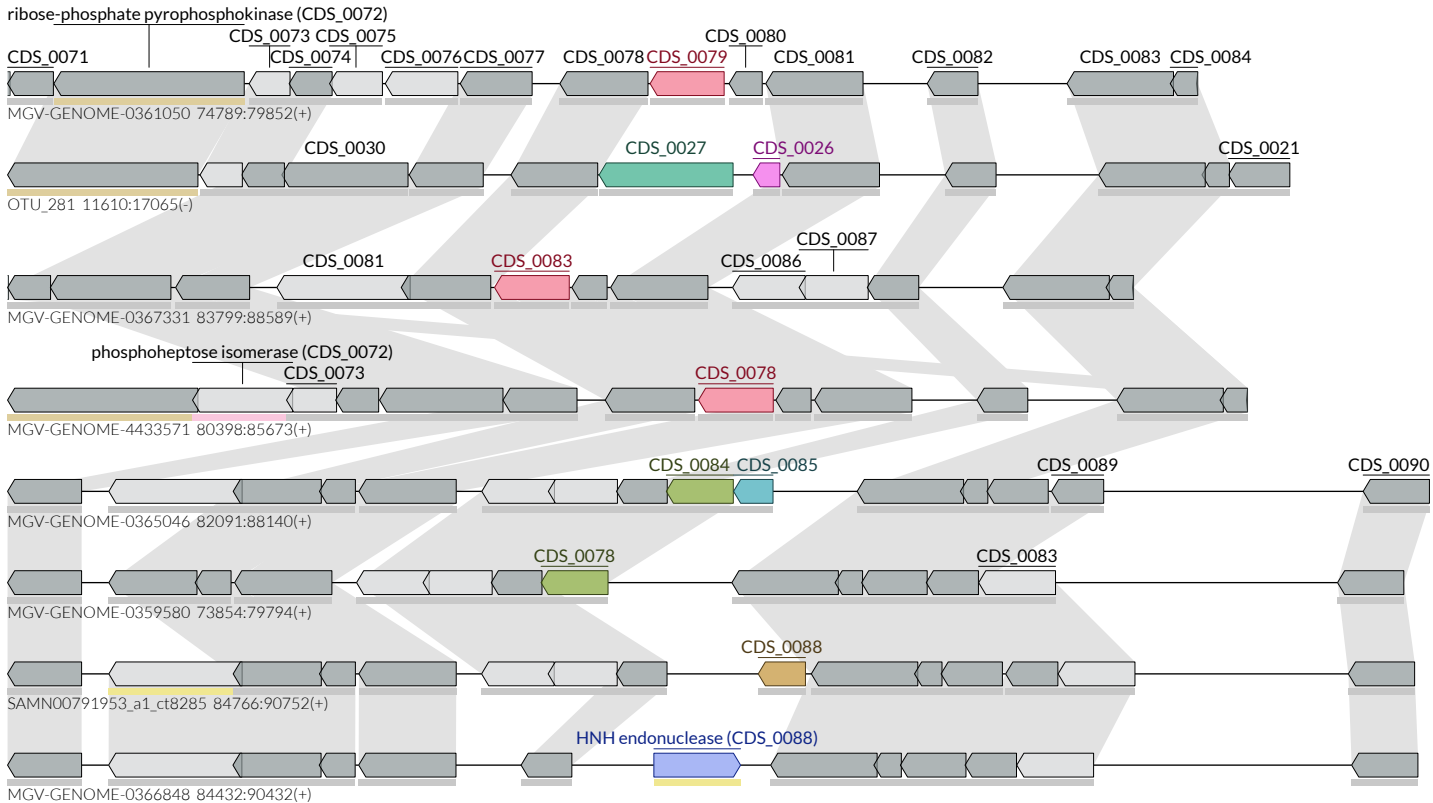 ribose-phosphate pyrophosphokinase (CDS_0072)
CDS_0073 CDS_0075 CDS_0080
CDS_0071 CDS_0074 CDS_0076 CDS_0077 CDS_0078 CDS_0079 CDS_0081 CDS_0082 CDS_0083 CDS_0084
MGV-GENOME-0361050 74789:79852(+)
CDS_0030 CDS_0027 CDS_0026 CDS_0021
OTU_281 11610:17065(-)
CDS_0087
CDS_0081 CDS_0083 CDS_0086
MGV-GENOME-0367331 83799:88589(+)
phosphoheptose isomerase (CDS_0072)
CDS_0073 CDS_0078
MGV-GENOME-4433571 80398:85673(+)
CDS_0084 CDS_0085 CDS_0089 CDS_0090
MGV-GENOME-0365046 82091:88140(+)
CDS_0078 CDS_0083
MGV-GENOME-0359580 73854:79794(+)
CDS_0088
SAMN00791953_a1_ct8285 84766:90752(+)
HNH endonuclease (CDS_0088)
MGV-GENOME-0366848 84432:90432(+)